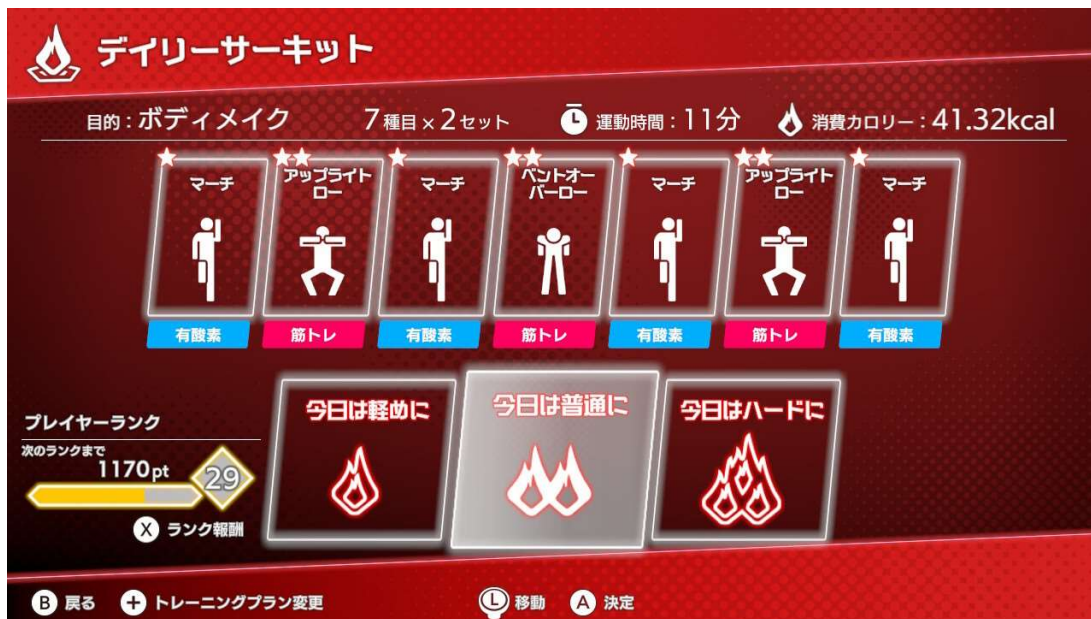 デイリーサーキット
目的：ボディメイク 7種目×2セット 運動時間：11分 消費カロリー：41.32kcal
マーチ
有酸素
アップライト
ロー
筋トレ
マーチ
有酸素
ベントオー
バーロー
筋トレ
マーチ
有酸素
アップライト
ロー
筋トレ
マーチ
有酸素
プレイヤーランク
次のランクまで
1170pt
29
X ランク報酬
今日は軽めに
今日は普通に
今日はハードに
B 戻る + トレーニングプラン変更 L 移動 A 決定